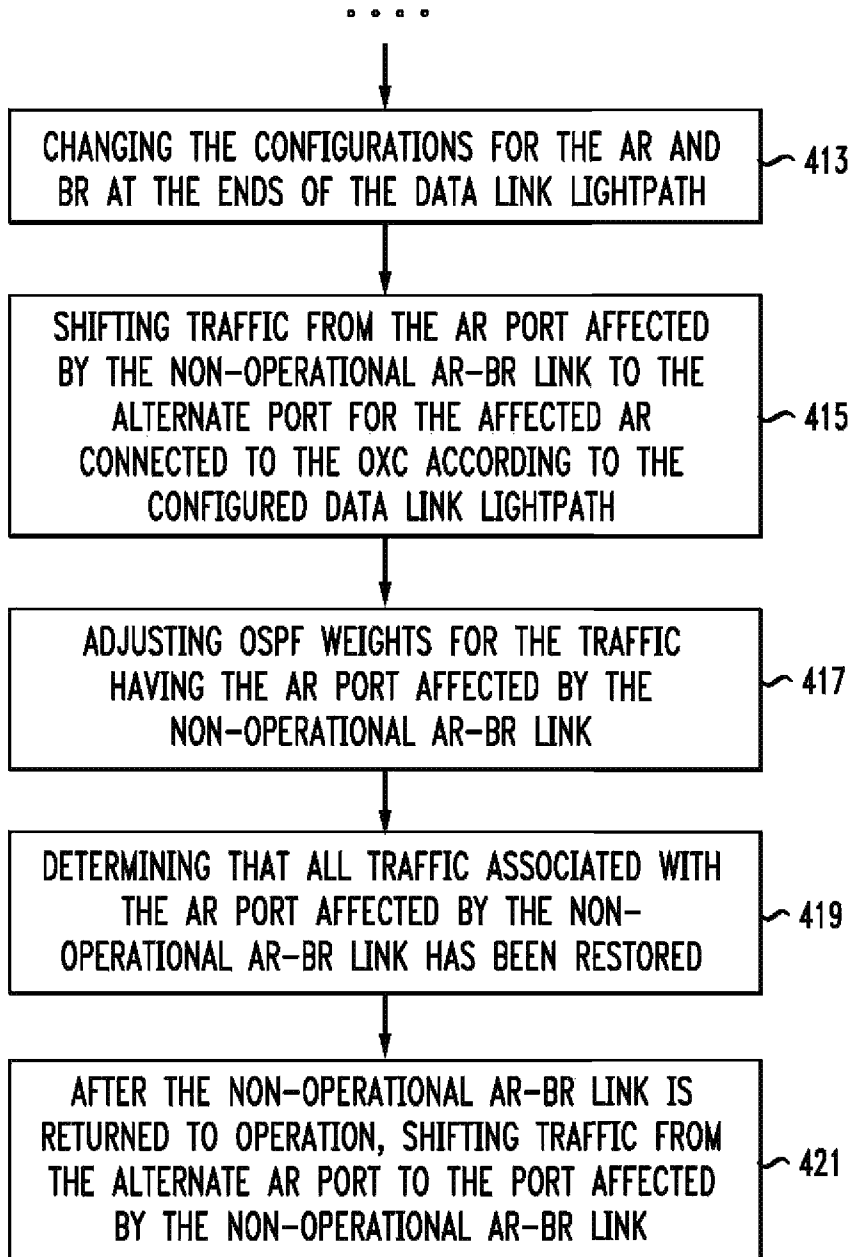 CHANGING THE CONFIGURATIONS FOR THE AR AND
BR AT THE ENDS OF THE DATA LINK LIGHTPATH
413
SHIFTING TRAFFIC FROM THE AR PORT AFFECTED
BY THE NON-OPERATIONAL AR-BR LINK TO THE
ALTERNATE PORT FOR THE AFFECTED AR
CONNECTED TO THE OXC ACCORDING TO THE
CONFIGURED DATA LINK LIGHTPATH
415
ADJUSTING OSPF WEIGHTS FOR THE TRAFFIC
HAVING THE AR PORT AFFECTED BY THE
NON-OPERATIONAL AR-BR LINK
417
DETERMINING THAT ALL TRAFFIC ASSOCIATED WITH
THE AR PORT AFFECTED BY THE NON-
OPERATIONAL AR-BR LINK HAS BEEN RESTORED
419
AFTER THE NON-OPERATIONAL AR-BR LINK IS
RETURNED TO OPERATION, SHIFTING TRAFFIC FROM
THE ALTERNATE AR PORT TO THE PORT AFFECTED
BY THE NON-OPERATIONAL AR-BR LINK
421